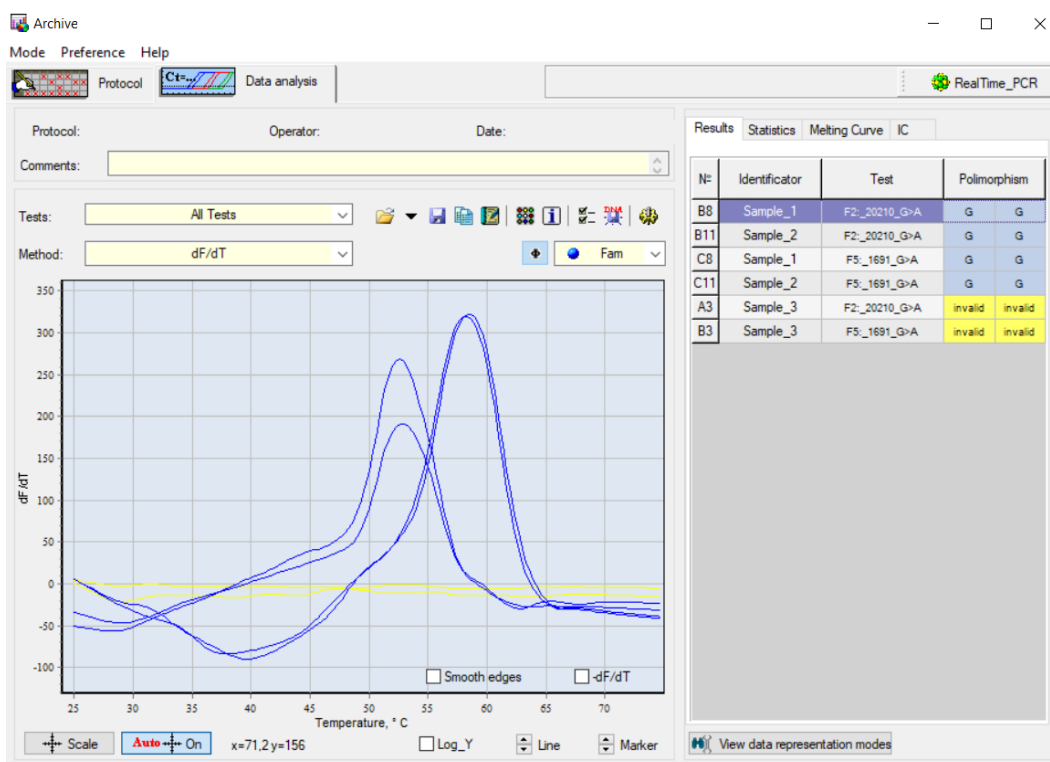 Archive
Mode Preference Help
Protocol
Ct=... Data analysis
RealTime_PCR
Protocol: Operator: Date:
Comments:
Tests: All Tests
Method: dF/dT Fam
350
300
250
200
150
100
50
0
-50
-100
dF/dT
Smooth edges -dF/dT
25 30 35 40 45 50 55 60 65 70
Temperature, ° C
Scale Auto On x=71,2 y=156 Log_Y Line Marker
Results Statistics Melting Curve IC
Nº Identificator Test Polimorphism
B8 Sample_1 F2:_20210_G>A G G
B11 Sample_2 F2:_20210_G>A G G
C8 Sample_1 F5:_1691_G>A G G
C11 Sample_2 F5:_1691_G>A G G
A3 Sample_3 F2:_20210_G>A invalid invalid
B3 Sample_3 F5:_1691_G>A invalid invalid
View data representation modes